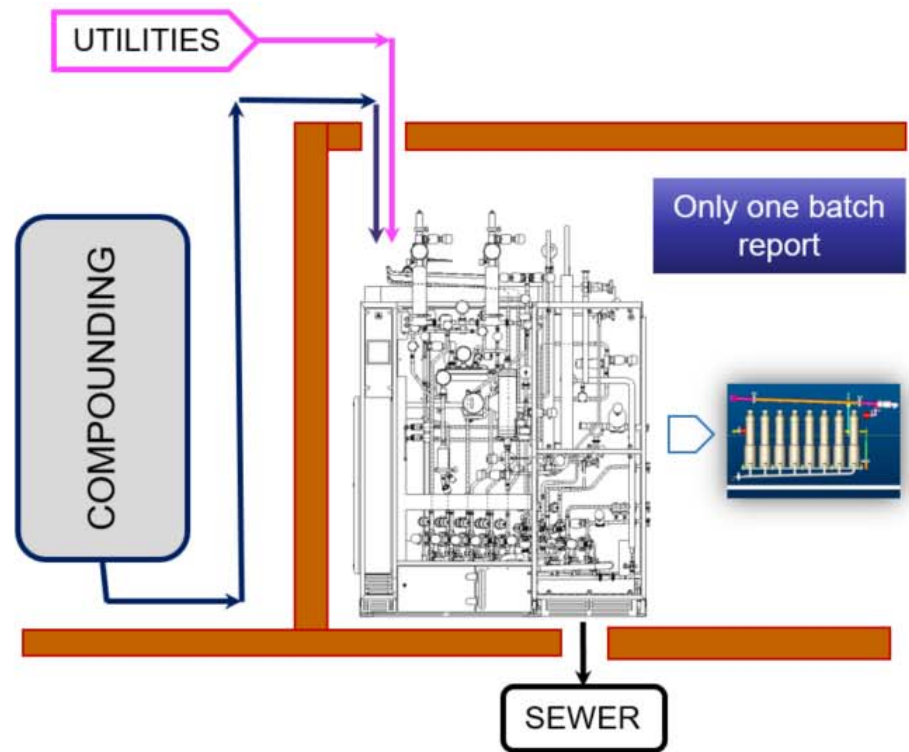 UTILITIES
Only one batch
report
COMPOUNDING
SEWER